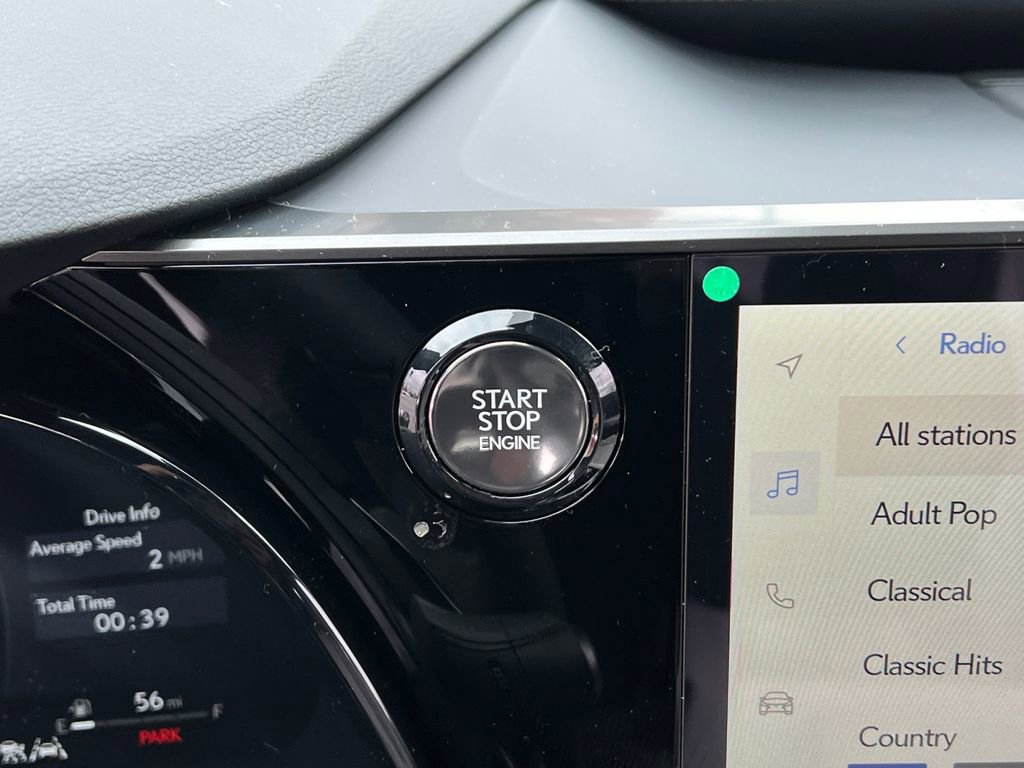 START
STOP
ENGINE
Drive Info
Average Speed
2 MPH
Total Time
00:39
56 mi
E F
PARK
Radio
All stations
Adult Pop
Classical
Classic Hits
Country